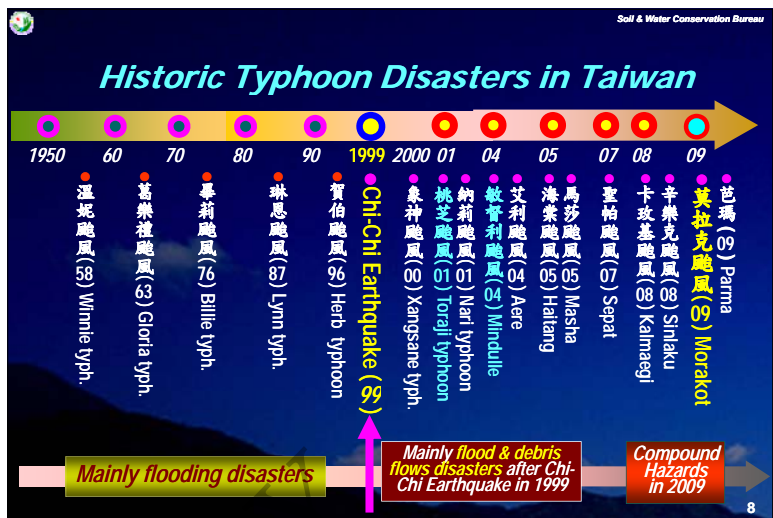 Soil & Water Conservation Bureau
Historic Typhoon Disasters in Taiwan
1950 60 70 80 90 1999 2000 01 04 05 07 08 09
溫妮颱風(58) Winnie typh.
葛樂禮颱風(63) Gloria typh.
畢莉颱風(76) Billie typh.
琳恩颱風(87) Lynn typh.
賀伯颱風(96) Herb typhoon
Chi-Chi Earthquake (99)
象神颱風(00) Xangsane typh.
桃芝颱風(01) Toraji typhoon
納莉颱風(01) Nari typhoon
敏督利颱風(04) Mindulle
艾利颱風(04) Aere
海棠颱風(05) Haitang
馬莎颱風(05) Masha
聖帕颱風(07) Sepat
卡玫基颱風(08) Kalmaegi
辛樂克颱風(08) Sinlaku
莫拉克颱風(09) Morakot
芭瑪(09) Parma
Mainly flooding disasters
Mainly flood & debris
flows disasters after Chi-
Chi Earthquake in 1999
Compound
Hazards
in 2009
8